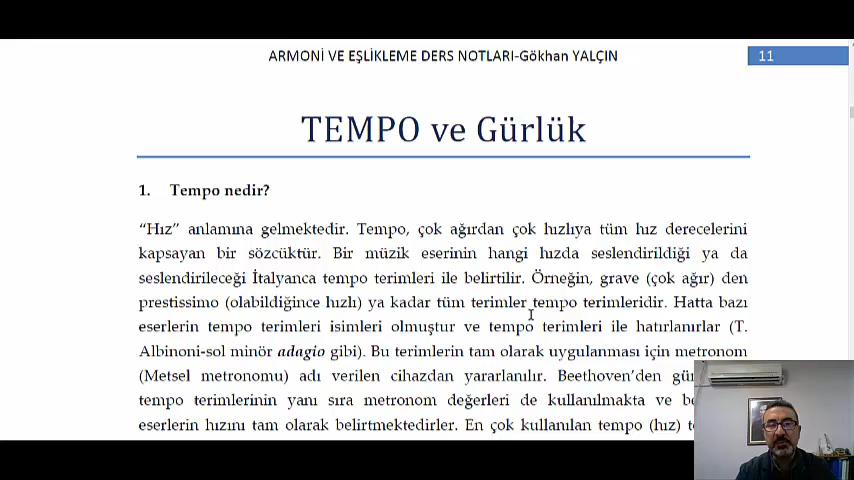 ARMONİ VE EŞLİKLEME DERS NOTLARI-Gökhan YALÇIN
11
TEMPO ve Gürlük
1. Tempo nedir?
“Hız” anlamına gelmektedir. Tempo, çok ağırdan çok hızlıya tüm hız derecelerini
kapsayan bir sözcüktür. Bir müzik eserinin hangi hızda seslendirildiği ya da
seslendirileceği İtalyanca tempo terimleri ile belirtilir. Örneğin, grave (çok ağır) den
prestissimo (olabildiğince hızlı) ya kadar tüm terimler tempo terimleridir. Hatta bazı
eserlerin tempo terimleri isimleri olmuştur ve tempo terimleri ile hatırlanırlar (T.
Albinoni-sol minör adagio gibi). Bu terimlerin tam olarak uygulanması için metronom
(Metsel metronomu) adı verilen cihazdan yararlanılır. Beethoven’den
tempo terimlerinin yanı sıra metronom değerleri de kullanılmakta ve
eserlerin hızını tam olarak belirtmektedirler. En çok kullanılan tempo (hız)